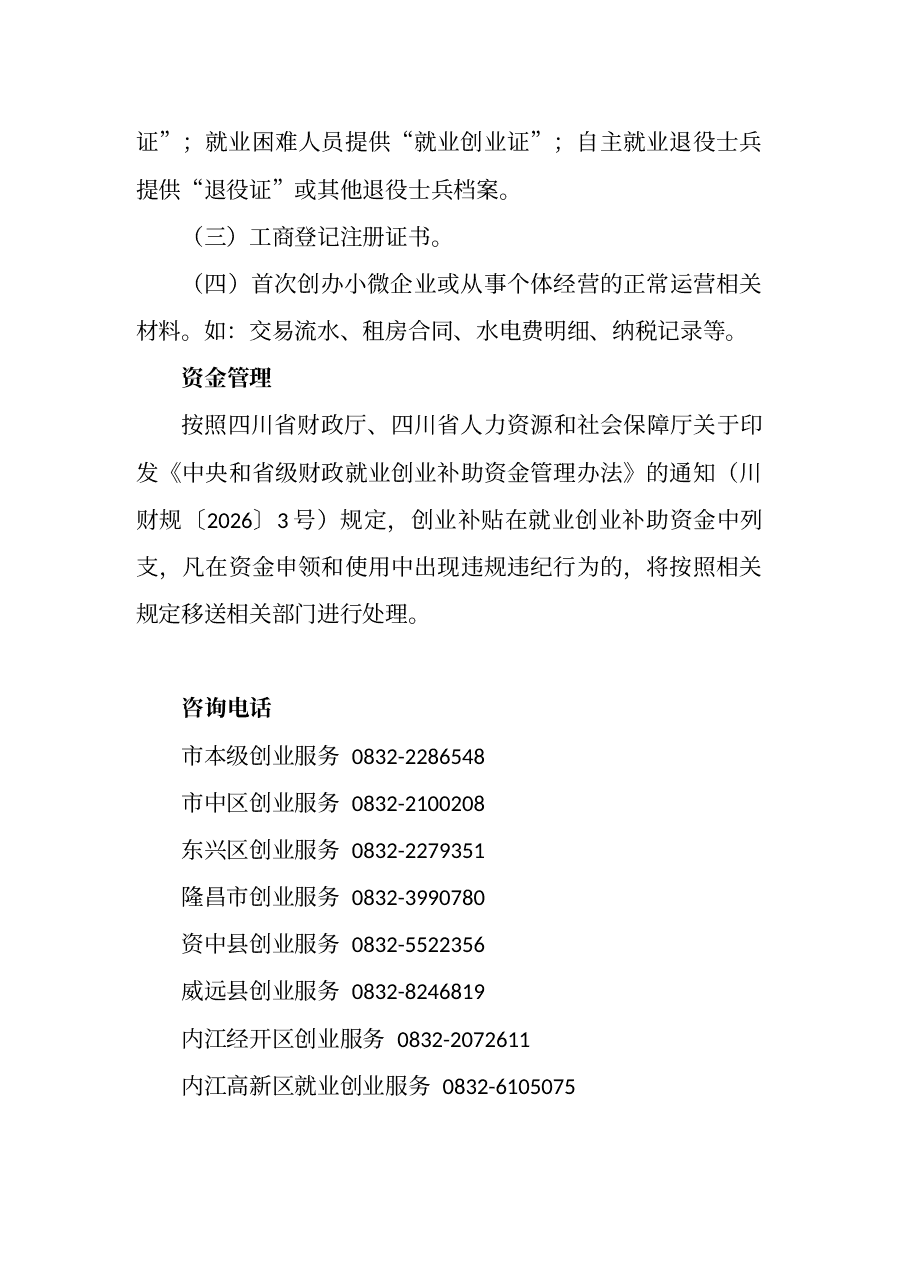 证”；就业困难人员提供“就业创业证”；自主就业退役士兵
提供“退役证”或其他退役士兵档案。
（三）工商登记注册证书。
（四）首次创办小微企业或从事个体经营的正常运营相关
材料。如：交易流水、租房合同、水电费明细、纳税记录等。
资金管理
按照四川省财政厅、四川省人力资源和社会保障厅关于印
发《中央和省级财政就业创业补助资金管理办法》的通知（川
财规〔2026〕3 号）规定，创业补贴在就业创业补助资金中列
支，凡在资金申领和使用中出现违规违纪行为的，将按照相关
规定移送相关部门进行处理。
咨询电话
市本级创业服务 0832-2286548
市中区创业服务 0832-2100208
东兴区创业服务 0832-2279351
隆昌市创业服务 0832-3990780
资中县创业服务 0832-5522356
威远县创业服务 0832-8246819
内江经开区创业服务 0832-2072611
内江高新区就业创业服务 0832-6105075